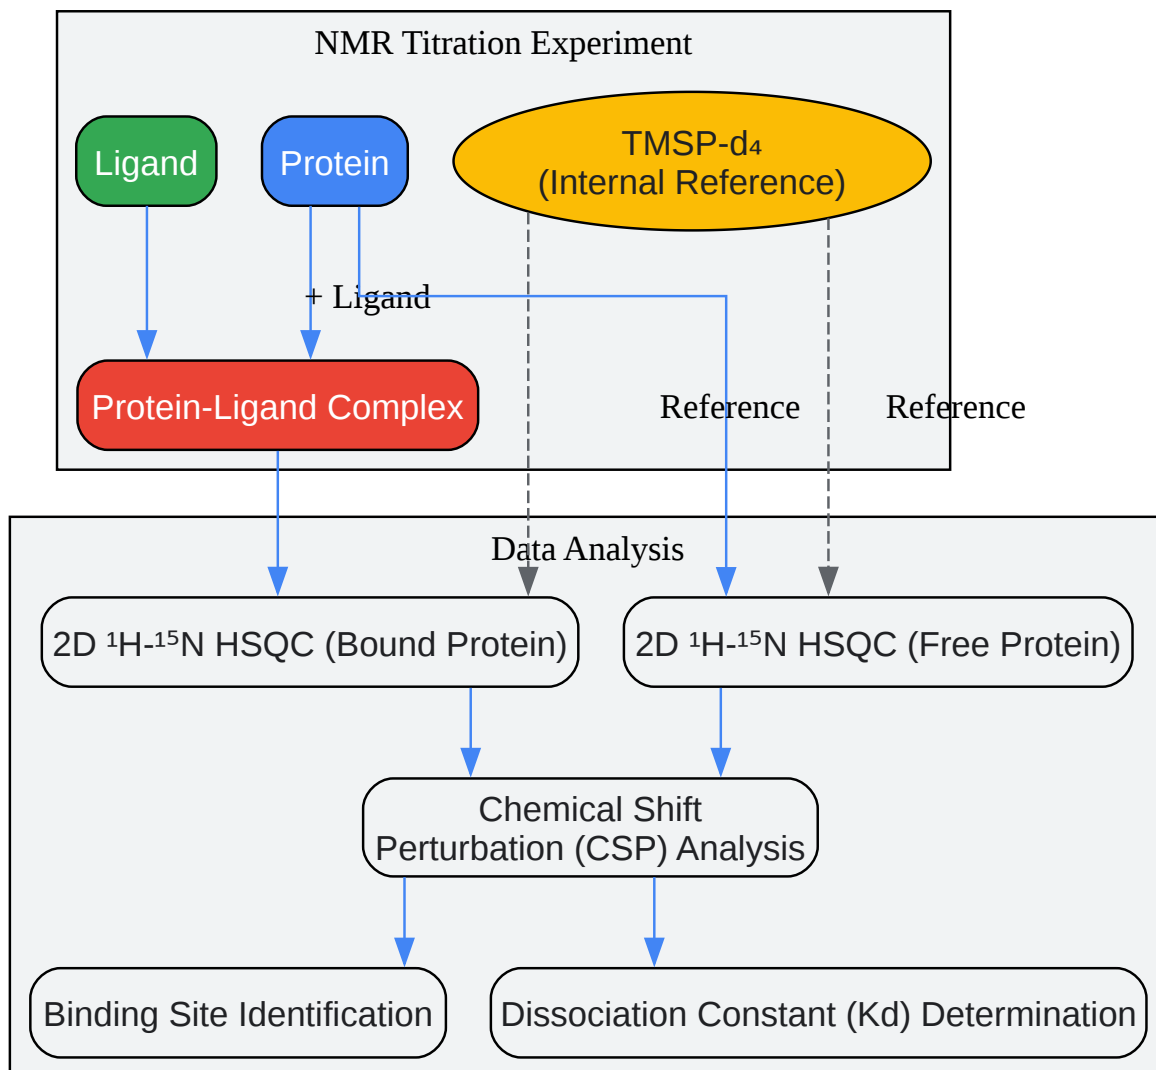 NMR Titration Experiment
Ligand
Protein
TMSP-d₄
(Internal Reference)
+ Ligand
Protein-Ligand Complex
Reference
Reference
Data Analysis
2D ¹H-¹⁵N HSQC (Bound Protein)
2D ¹H-¹⁵N HSQC (Free Protein)
Chemical Shift
Perturbation (CSP) Analysis
Binding Site Identification
Dissociation Constant (Kd) Determination